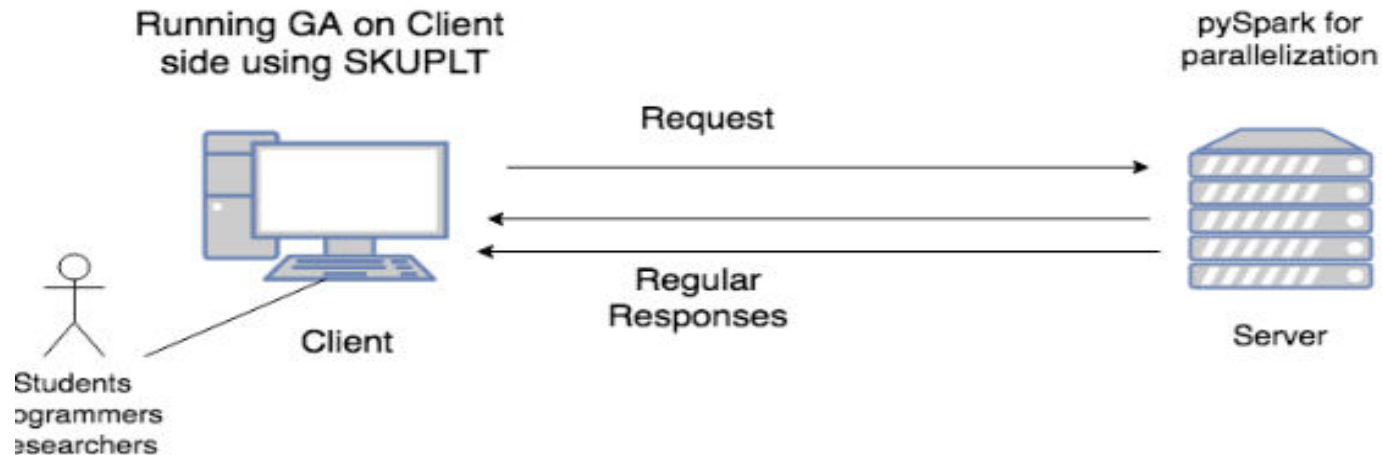 Running GA on Client
side using SKUPLT
pySpark for
parallelization
Request
Regular
Responses
Client
Server
Students
ogrammers
esearchers